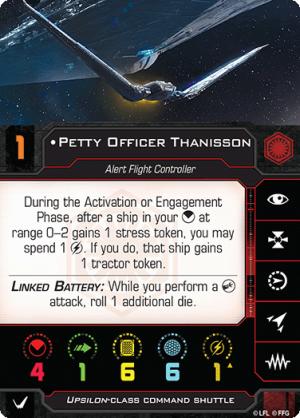 1
•Petty Officer Thanisson
Alert Flight Controller
During the Activation or Engagement
Phase, after a ship in your at
range 0–2 gains 1 stress token, you may
spend 1 . If you do, that ship gains
1 tractor token.
Linked Battery: While you perform a
attack, roll 1 additional die.
4 1 6 6 1
Upsilon-class command shuttle
©LFL ©FFG